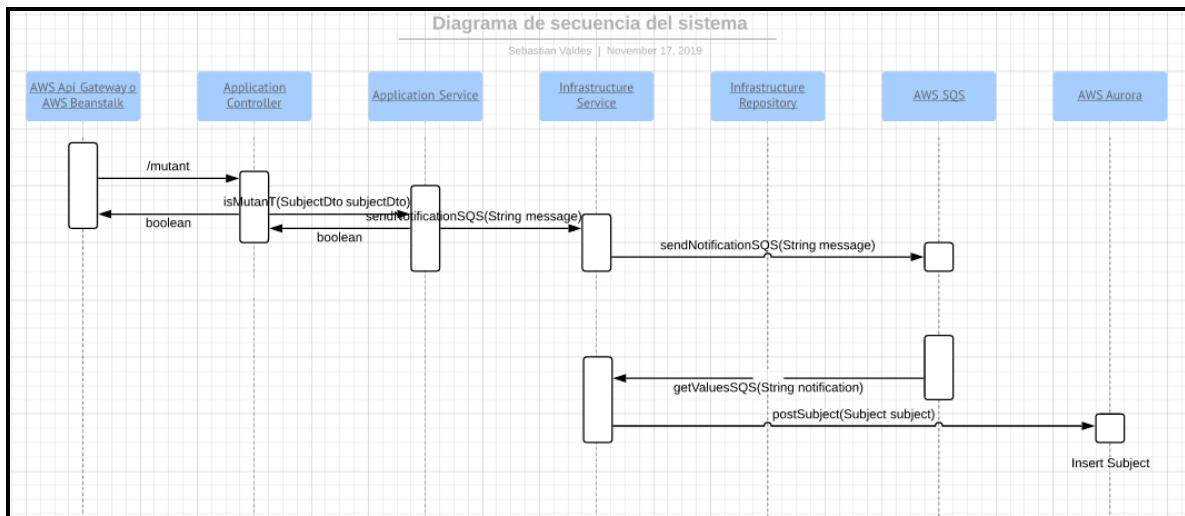 Diagrama de secuencia del sistema
Sebastian Valdes | November 17, 2019
AWS Api Gateway o
AWS Beanstalk
Application
Controller
Application Service
Infrastructure
Service
Infrastructure
Repository
AWS SQS
AWS Aurora
/mutant
isMutanT(SubjectDto subjectDto)
boolean
sendNotificationSQS(String message)
boolean
sendNotificationSQS(String message)
getValuesSQS(String notification)
postSubject(Subject subject)
Insert Subject